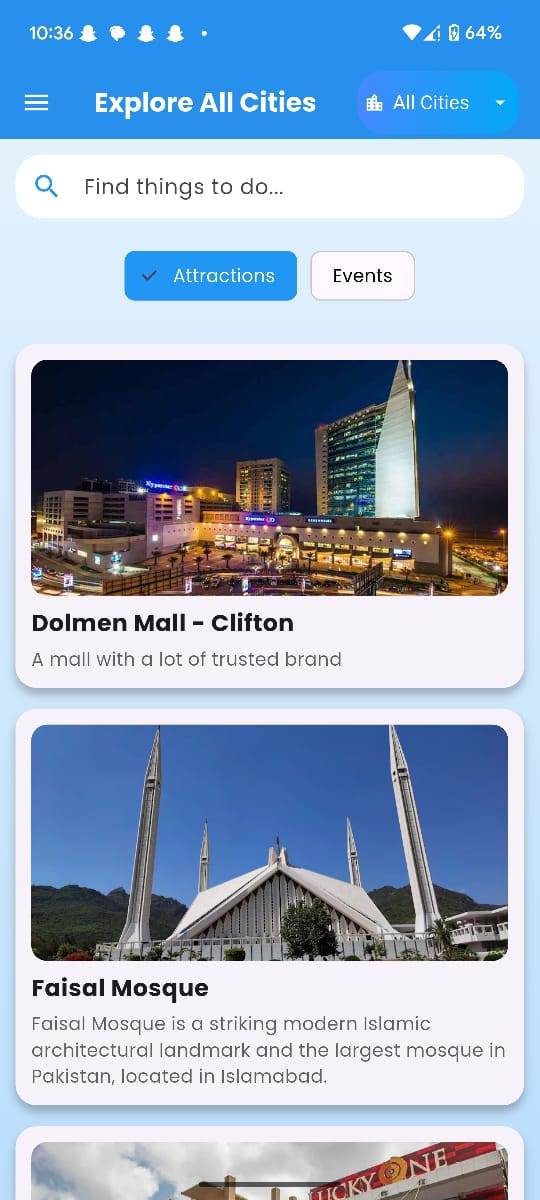 10:36 64%
Explore All Cities
All Cities
Find things to do...
Attractions
Events
Dolmen Mall - Clifton
A mall with a lot of trusted brand
Faisal Mosque
Faisal Mosque is a striking modern Islamic
architectural landmark and the largest mosque in
Pakistan, located in Islamabad.
LUCKY ONE